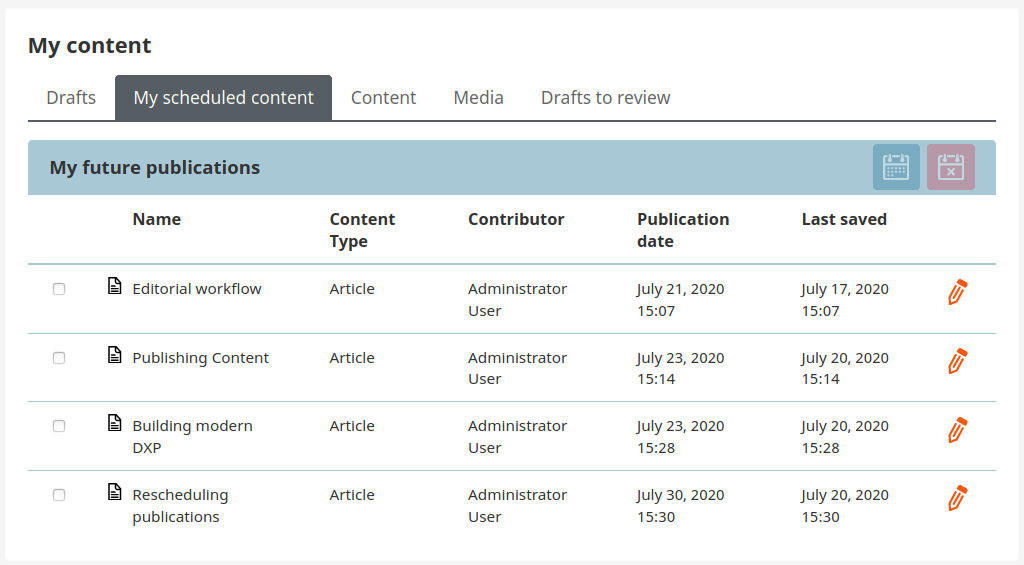 My content
Drafts My scheduled content Content Media Drafts to review
My future publications
Name Content Type Contributor Publication date Last saved
Editorial workflow Article Administrator User July 21, 2020 15:07 July 17, 2020 15:07
Publishing Content Article Administrator User July 23, 2020 15:14 July 20, 2020 15:14
Building modern DXP Article Administrator User July 23, 2020 15:28 July 20, 2020 15:28
Rescheduling publications Article Administrator User July 30, 2020 15:30 July 20, 2020 15:30